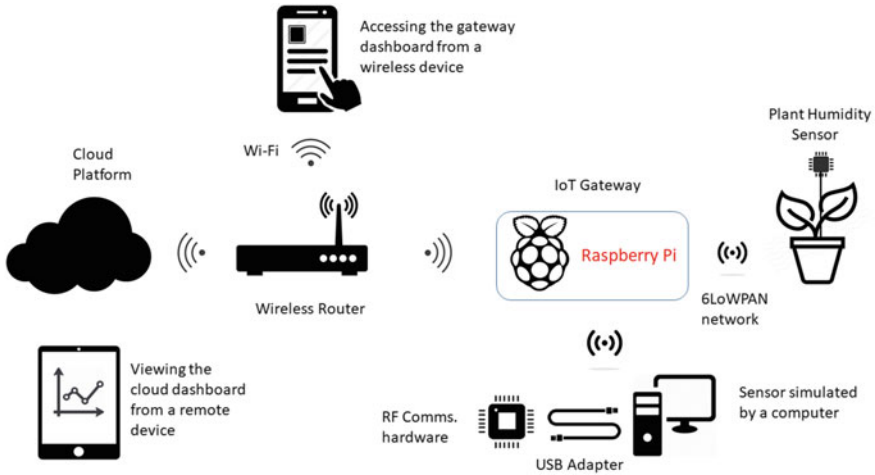 Accessing the gateway
dashboard from a
wireless device
Plant Humidity
Sensor
Cloud
Platform
Wi-Fi
IoT Gateway
Raspberry Pi
Wireless Router
6LoWPAN
network
Viewing the
cloud dashboard
from a remote
device
RF Comms.
hardware
USB Adapter
Sensor simulated
by a computer